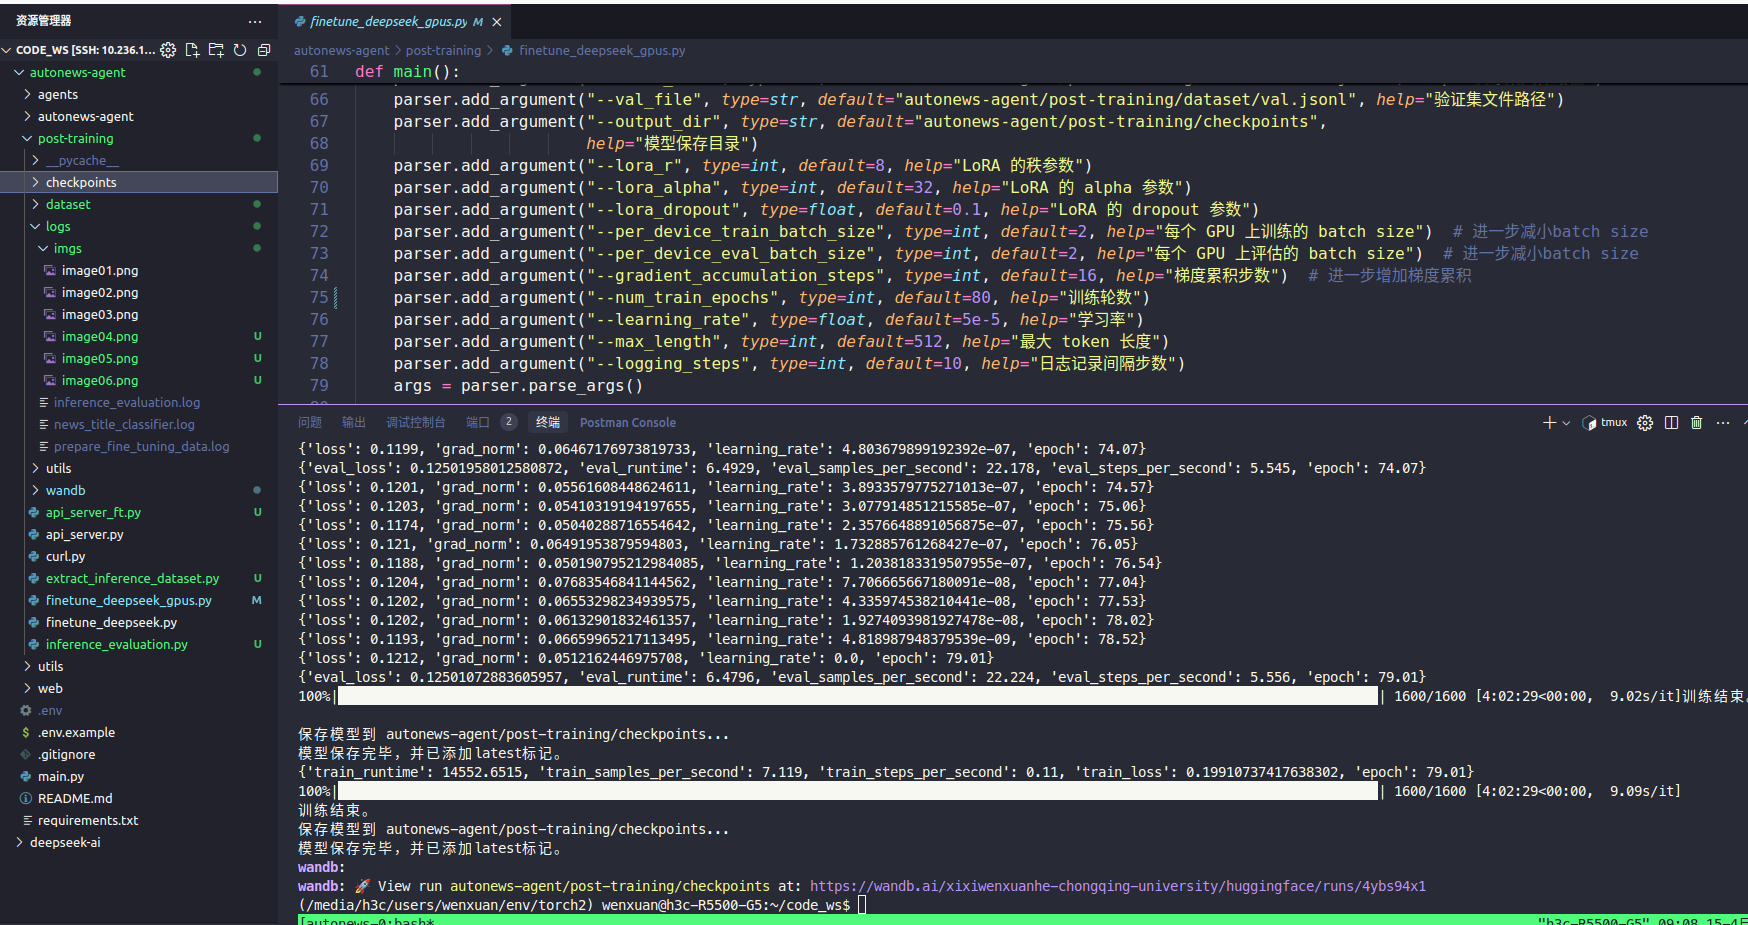 资源管理器
CODE_WS [SSH: 10.236.1...
autonews-agent
agents
autonews-agent
post-training
__pycache__
checkpoints
dataset
logs
imgs
image01.png
image02.png
image03.png
image04.png U
image05.png U
image06.png U
inference_evaluation.log
news_title_classifier.log
prepare_fine_tuning_data.log
utils
wandb
api_server_ft.py U
api_server.py
curl.py
extract_inference_dataset.py U
finetune_deepseek_gpus.py M
finetune_deepseek.py
inference_evaluation.py U
utils
web
.env
.env.example
.gitignore
main.py
README.md
requirements.txt
deepseek-ai
finetune_deepseek_gpus.py M
autonews-agent > post-training > finetune_deepseek_gpus.py
61 def main():
66 parser.add_argument("--val_file", type=str, default="autonews-agent/post-training/dataset/val.jsonl", help="验证集文件路径")
67 parser.add_argument("--output_dir", type=str, default="autonews-agent/post-training/checkpoints",
68 help="模型保存目录")
69 parser.add_argument("--lora_r", type=int, default=8, help="LoRA 的秩参数")
70 parser.add_argument("--lora_alpha", type=int, default=32, help="LoRA 的 alpha 参数")
71 parser.add_argument("--lora_dropout", type=float, default=0.1, help="LoRA 的 dropout 参数")
72 parser.add_argument("--per_device_train_batch_size", type=int, default=2, help="每个 GPU 上训练的 batch size")  # 进一步减小batch size
73 parser.add_argument("--per_device_eval_batch_size", type=int, default=2, help="每个 GPU 上评估的 batch size")  # 进一步减小batch size
74 parser.add_argument("--gradient_accumulation_steps", type=int, default=16, help="梯度累积步数")  # 进一步增加梯度累积
75 parser.add_argument("--num_train_epochs", type=int, default=80, help="训练轮数")
76 parser.add_argument("--learning_rate", type=float, default=5e-5, help="学习率")
77 parser.add_argument("--max_length", type=int, default=512, help="最大 token 长度")
78 parser.add_argument("--logging_steps", type=int, default=10, help="日志记录间隔步数")
79 args = parser.parse_args()
问题 输出 调试控制台 端口 2 终端 Postman Console tmux
{'loss': 0.1199, 'grad_norm': 0.06467176973819733, 'learning_rate': 4.803679899192392e-07, 'epoch': 74.07}
{'eval_loss': 0.12501958012580872, 'eval_runtime': 6.4929, 'eval_samples_per_second': 22.178, 'eval_steps_per_second': 5.545, 'epoch': 74.07}
{'loss': 0.1201, 'grad_norm': 0.05561608448624611, 'learning_rate': 3.8933579775271013e-07, 'epoch': 74.57}
{'loss': 0.1203, 'grad_norm': 0.05410319194197655, 'learning_rate': 3.077914851215585e-07, 'epoch': 75.06}
{'loss': 0.1174, 'grad_norm': 0.05040288716554642, 'learning_rate': 2.3576648891056875e-07, 'epoch': 75.56}
{'loss': 0.121, 'grad_norm': 0.06491953879594803, 'learning_rate': 1.732885761268427e-07, 'epoch': 76.05}
{'loss': 0.1188, 'grad_norm': 0.050190795212984085, 'learning_rate': 1.2038183319507955e-07, 'epoch': 76.54}
{'loss': 0.1204, 'grad_norm': 0.07683546841144562, 'learning_rate': 7.706665667180091e-08, 'epoch': 77.04}
{'loss': 0.1202, 'grad_norm': 0.06553298234939575, 'learning_rate': 4.335974538210441e-08, 'epoch': 77.53}
{'loss': 0.1202, 'grad_norm': 0.06132901832461357, 'learning_rate': 1.9274093981927478e-08, 'epoch': 78.02}
{'loss': 0.1193, 'grad_norm': 0.06659965217113495, 'learning_rate': 4.818987948379539e-09, 'epoch': 78.52}
{'loss': 0.1212, 'grad_norm': 0.0512162446975708, 'learning_rate': 0.0, 'epoch': 79.01}
{'eval_loss': 0.12501072883605957, 'eval_runtime': 6.4796, 'eval_samples_per_second': 22.224, 'eval_steps_per_second': 5.556, 'epoch': 79.01}
100%| | 1600/1600 [4:02:29<00:00, 9.02s/it]训练结束。
保存模型到 autonews-agent/post-training/checkpoints...
模型保存完毕，并已添加latest标记。
{'train_runtime': 14552.6515, 'train_samples_per_second': 7.119, 'train_steps_per_second': 0.11, 'train_loss': 0.19910737417638302, 'epoch': 79.01}
100%| | 1600/1600 [4:02:29<00:00, 9.09s/it]
训练结束。
保存模型到 autonews-agent/post-training/checkpoints...
模型保存完毕，并已添加latest标记。
wandb:
wandb: 🚀 View run autonews-agent/post-training/checkpoints at: https://wandb.ai/xixiwenxuanhe-chongqing-university/huggingface/runs/4ybs94x1
(/media/h3c/users/wenxuan/env/torch2) wenxuan@h3c-R5500-G5:~/code_ws$
[autonews-0:bash* "h3c-R5500-G5" 09:08 15-4月